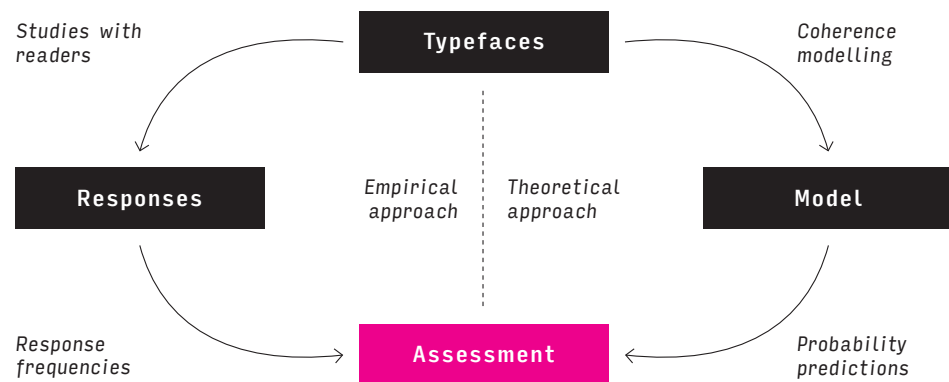 Studies with
readers
Typefaces
Coherence
modelling
Responses
Empirical
approach
Theoretical
approach
Model
Response
frequencies
Assessment
Probability
predictions